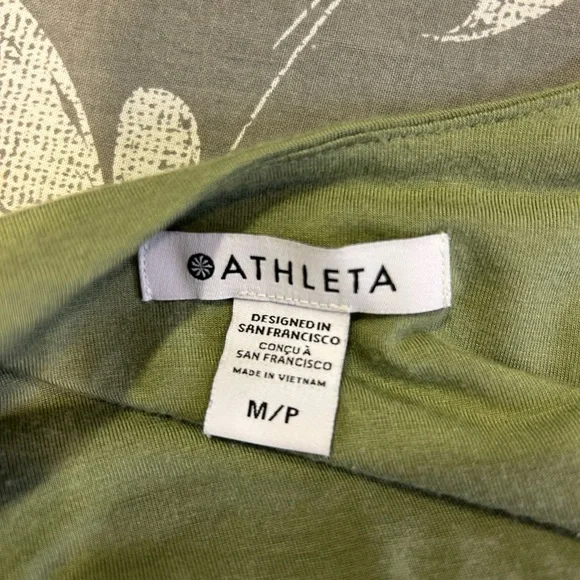 ATHLETA
DESIGNED IN
SAN FRANCISCO
CONÇU À
SAN FRANCISCO
MADE IN VIETNAM
M/P